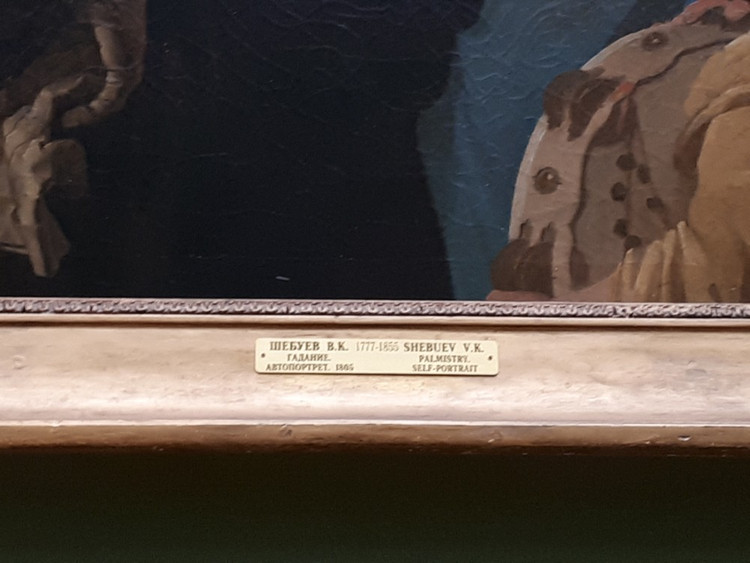 ШЕБУЕВ В.К. 1777-1855 SHEBUEV V.K.
ГАДАНИЕ. PALMISTRY.
АВТОПОРТРЕТ. 1805 SELF-PORTRAIT